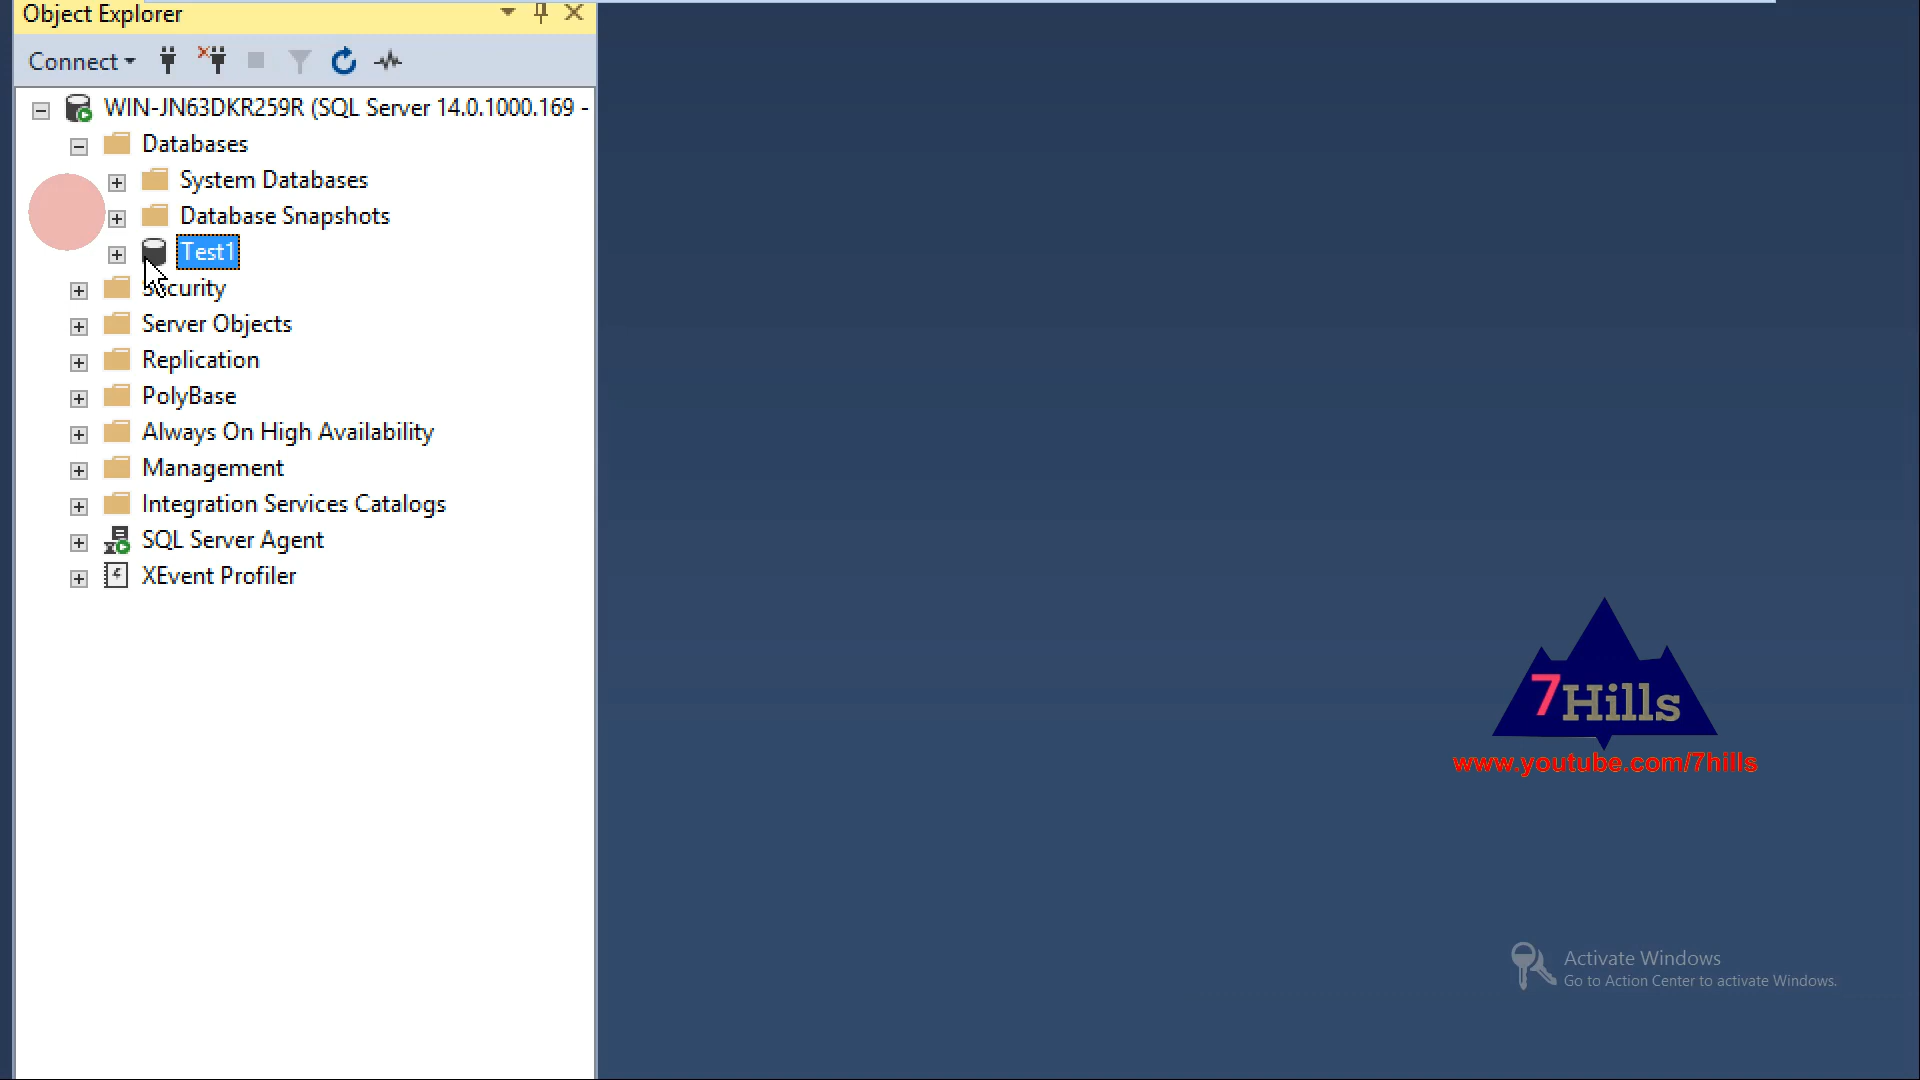 Object Explorer
Connect
WIN-JN63DKR259R (SQL Server 14.0.1000.169 -
Databases
System Databases
Database Snapshots
Test1
Security
Server Objects
Replication
PolyBase
Always On High Availability
Management
Integration Services Catalogs
SQL Server Agent
XEvent Profiler
7Hills
www.youtube.com/7hills
Activate Windows
Go to Action Center to activate Windows.